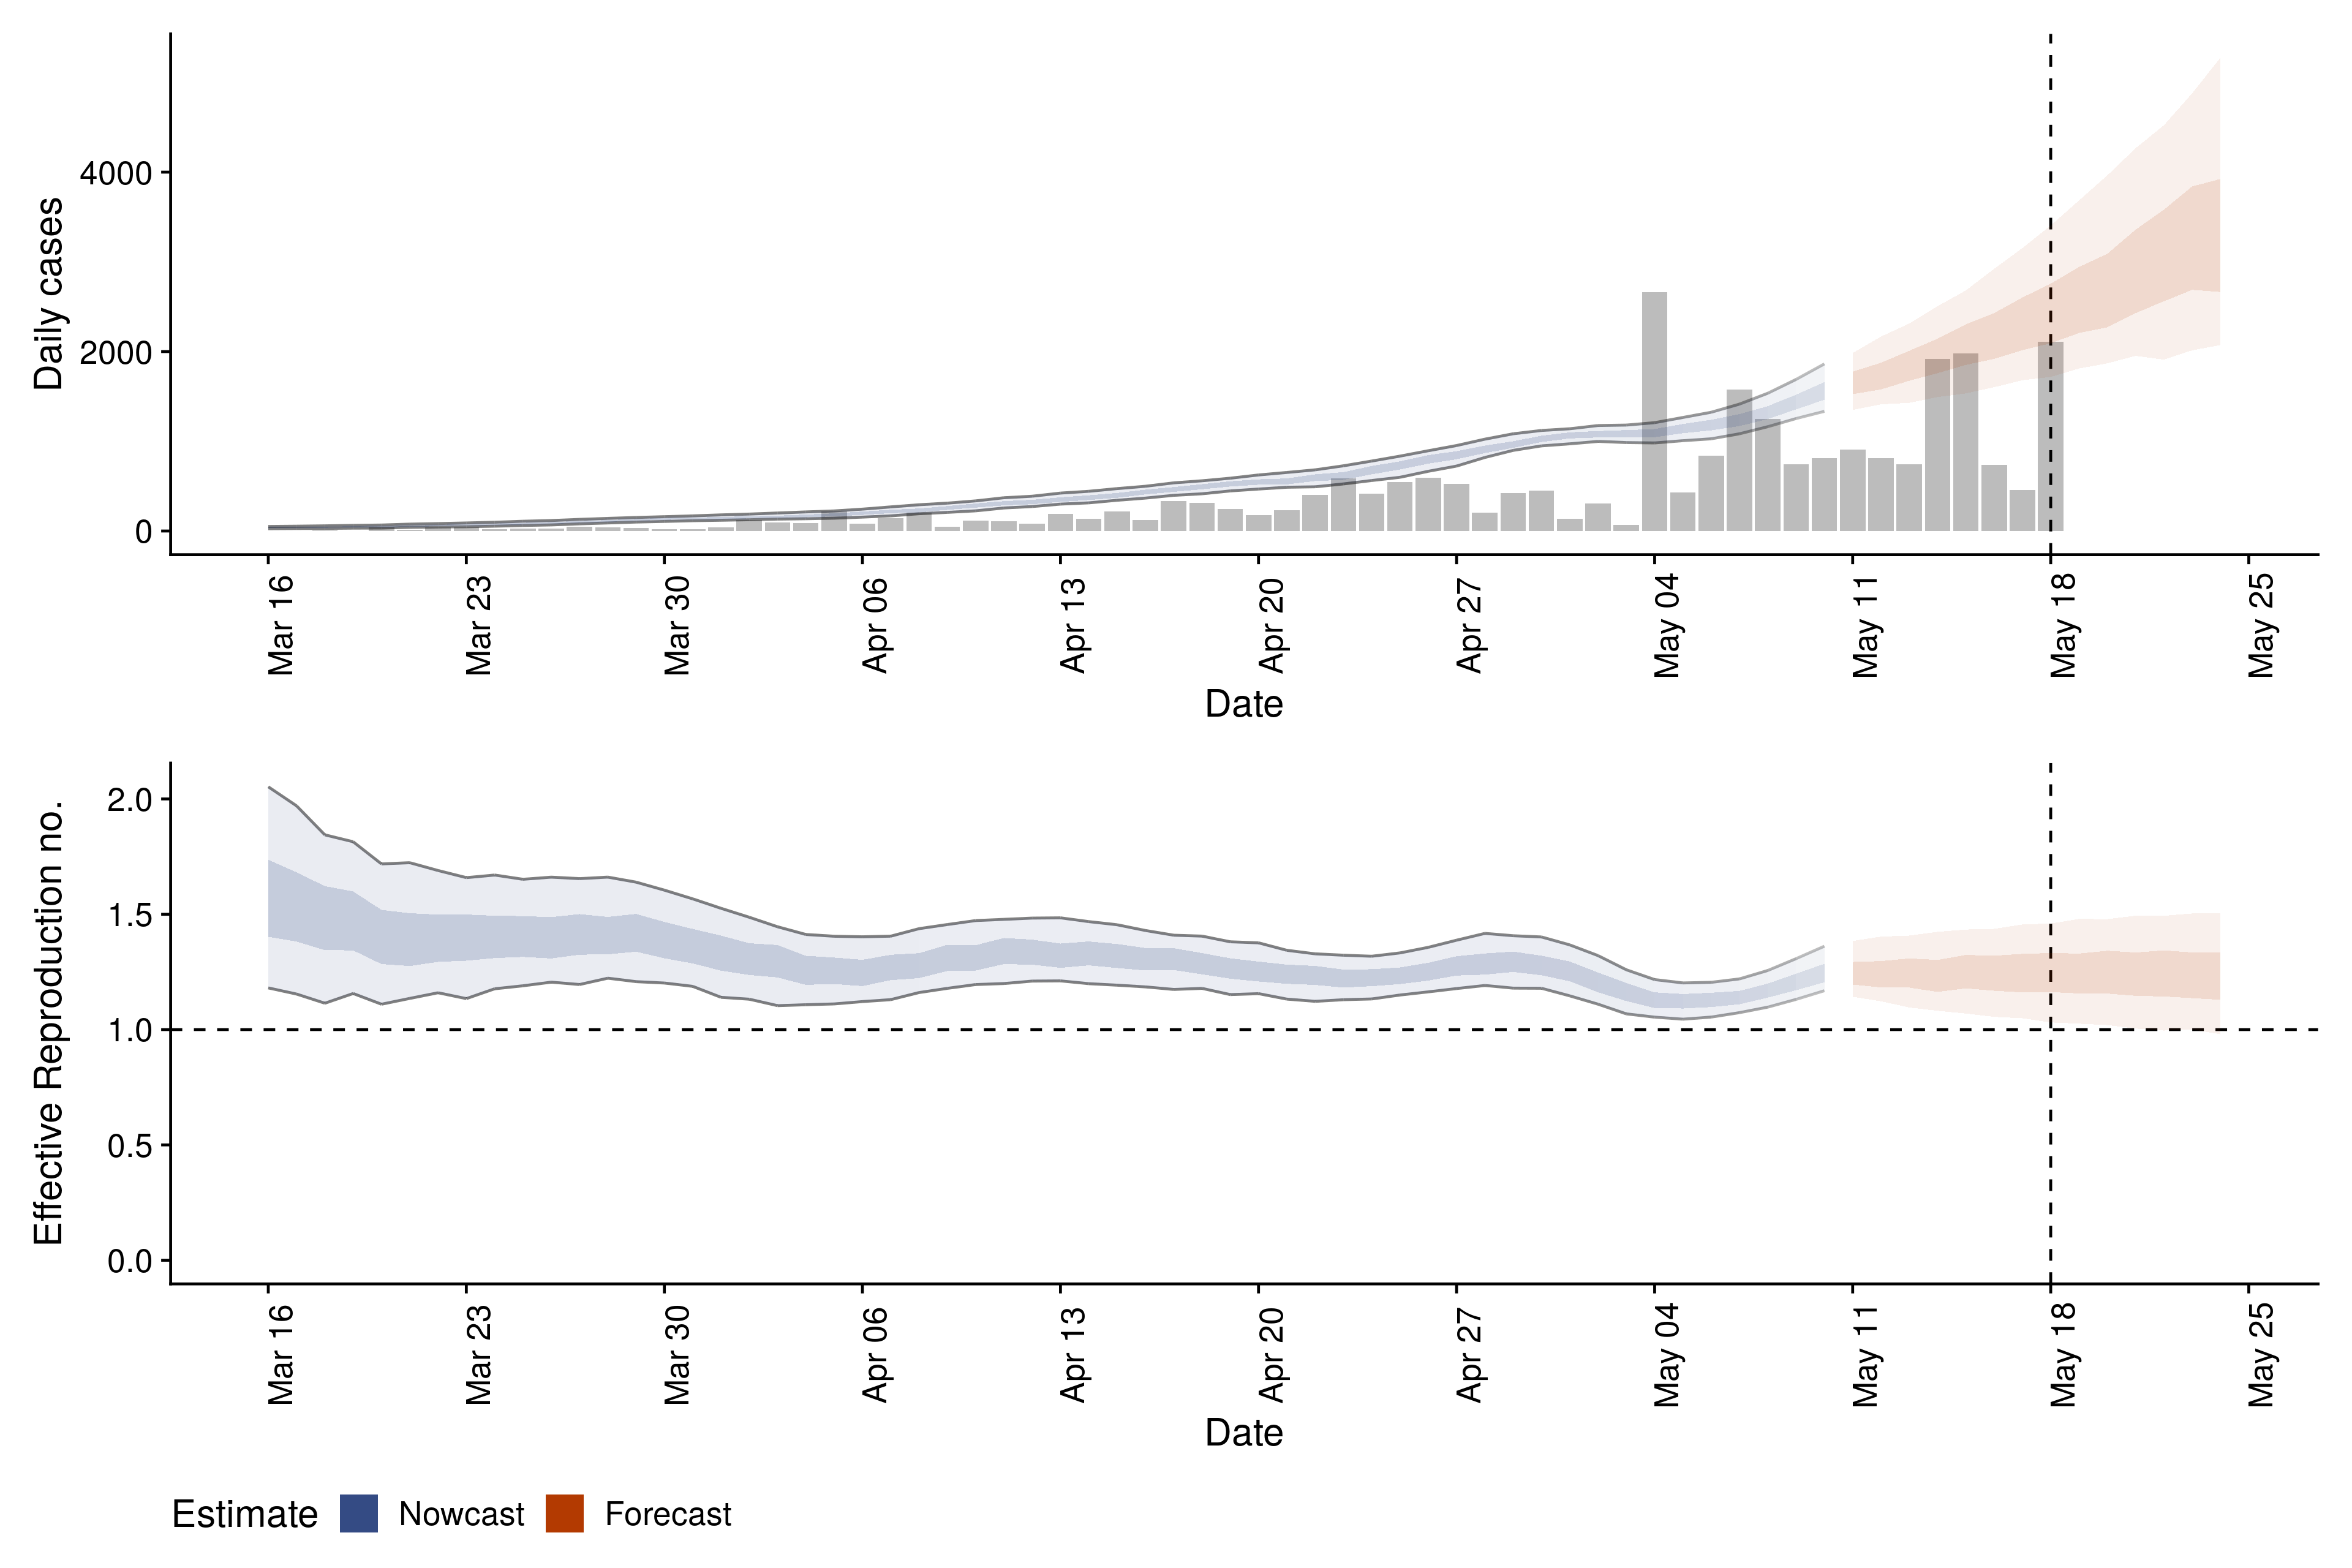 Daily cases
4000
2000
0
Mar 16
Mar 23
Mar 30
Apr 06
Apr 13
Apr 20
Apr 27
May 04
May 11
May 18
May 25
Date
Effective Reproduction no.
2.0
1.5
1.0
0.5
0.0
Mar 16
Mar 23
Mar 30
Apr 06
Apr 13
Apr 20
Apr 27
May 04
May 11
May 18
May 25
Date
Estimate Nowcast Forecast